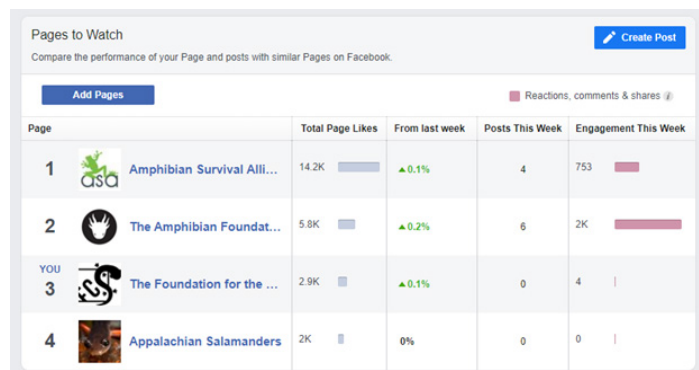 Pages to Watch
Create Post
Compare the performance of your Page and posts with similar Pages on Facebook.
Add Pages
Reactions, comments & shares i
Page Total Page Likes From last week Posts This Week Engagement This Week
1 asa Amphibian Survival Alli... 14.2K ▲0.1% 4 753
2 The Amphibian Foundat... 5.8K ▲0.2% 6 2K
YOU
3 The Foundation for the ... 2.9K ▲0.1% 0 4
4 Appalachian Salamanders 2K 0% 0 0